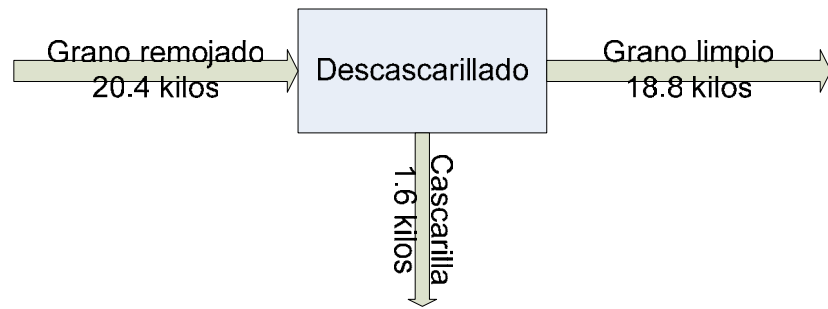 Grano remojado
20.4 kilos
Descascarillado
Grano limpio
18.8 kilos
Cascarilla
1.6 kilos